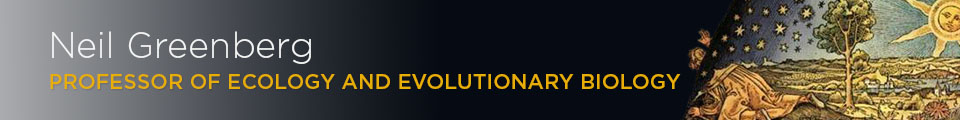 Neil Greenberg
PROFESSOR OF ECOLOGY AND EVOLUTIONARY BIOLOGY